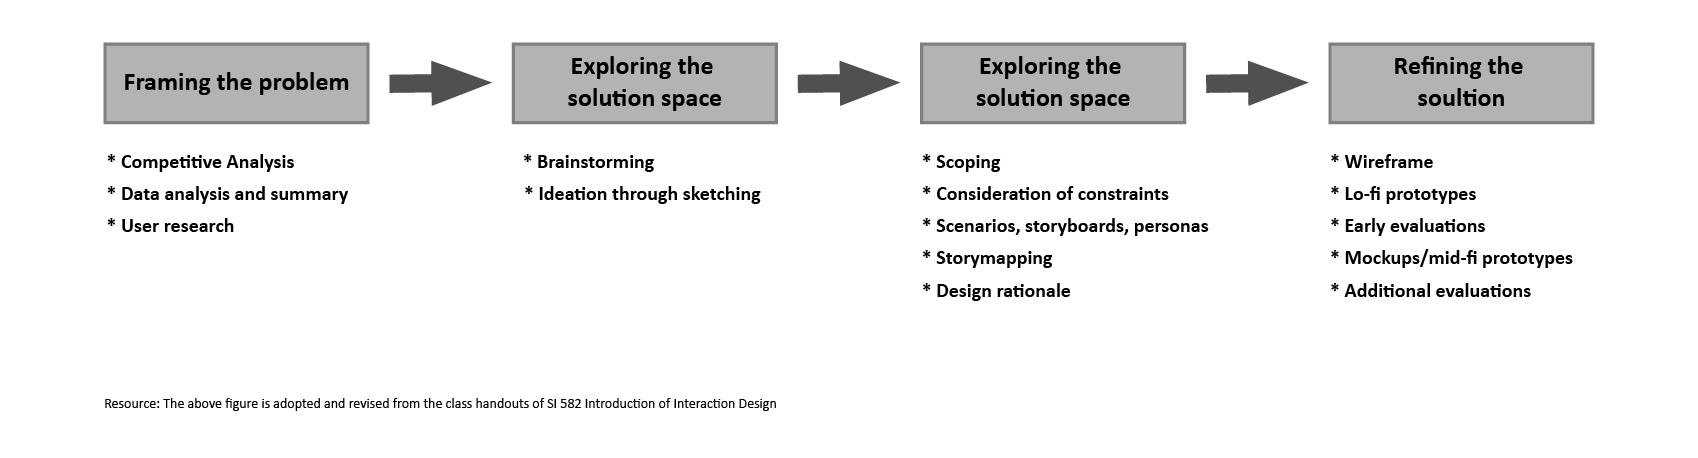 Framing the problem
Exploring the
solution space
Exploring the
solution space
Refining the
soultion
* Competitive Analysis
* Data analysis and summary
* User research
* Brainstorming
* Ideation through sketching
* Scoping
* Consideration of constraints
* Scenarios, storyboards, personas
* Storymapping
* Design rationale
* Wireframe
* Lo-fi prototypes
* Early evaluations
* Mockups/mid-fi prototypes
* Additional evaluations
Resource: The above figure is adopted and revised from the class handouts of SI 582 Introduction of Interaction Design